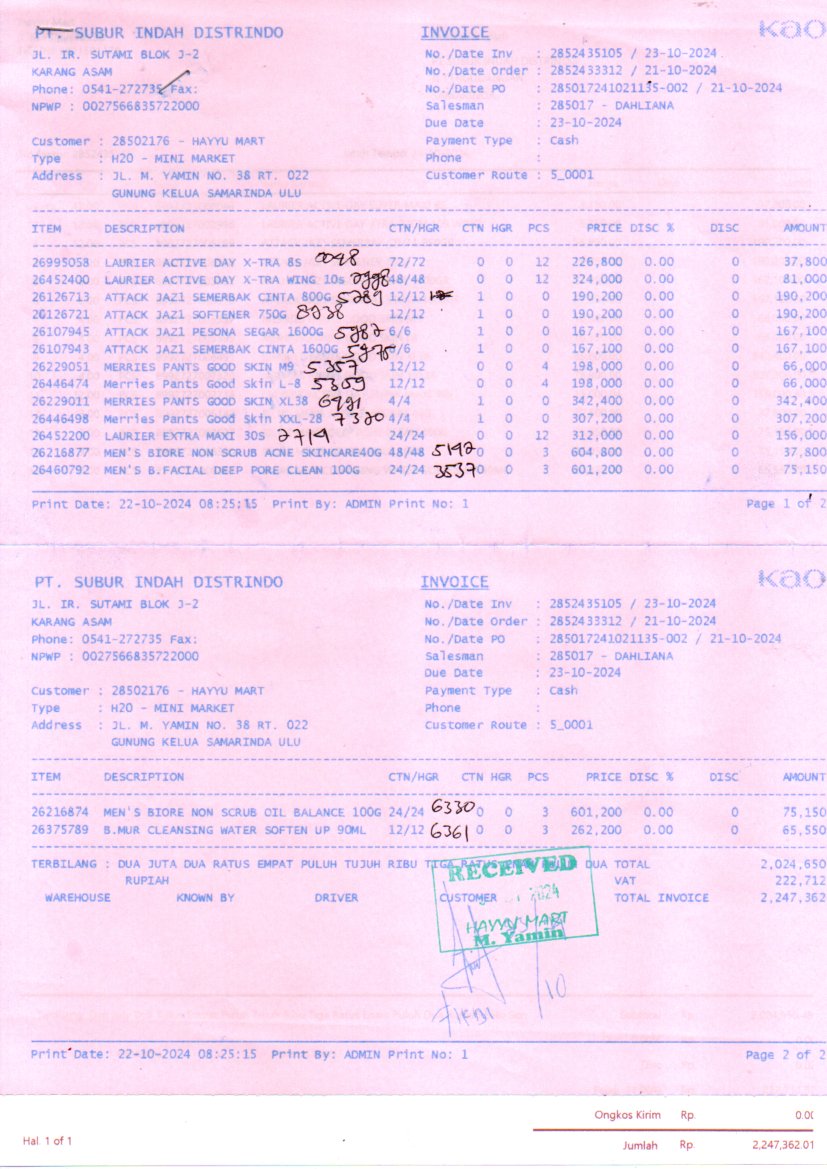 PT. SUBUR INDAH DISTRINDO INVOICE kao
JL. IR. SUTAMI BLOK J-2 No./Date Inv : 2852435105 / 23-10-2024
KARANG ASAM No./Date Order : 2852433312 / 21-10-2024
Phone: 0541-272735 Fax: No./Date PO : 285017241021135-002 / 21-10-2024
NPWP : 0027566835722000 Salesman : 285017 - DAHLIANA
Due Date : 23-10-2024
Customer : 28502176 - HAYYU MART Payment Type : Cash
Type : H20 - MINI MARKET Phone :
Address : JL. M. YAMIN NO. 38 RT. 022 Customer Route : 5_0001
GUNUNG KELUA SAMARINDA ULU
ITEM DESCRIPTION CTN/HGR CTN HGR PCS PRICE DISC % DISC AMOUNT
26995058 LAURIER ACTIVE DAY X-TRA 8S 0048 72/72 0 0 12 226,800 0.00 0 37,800
26452400 LAURIER ACTIVE DAY X-TRA WING 10s 48/48 0 0 12 324,000 0.00 0 81,000
26126713 ATTACK JAZ1 SEMERBAK CINTA 800G 5289 12/12 1 0 0 190,200 0.00 0 190,200
26126721 ATTACK JAZ1 SOFTENER 750G 8938 12/12 1 0 0 190,200 0.00 0 190,200
26107945 ATTACK JAZ1 PESONA SEGAR 1600G 5982 6/6 1 0 0 167,100 0.00 0 167,100
26107943 ATTACK JAZ1 SEMERBAK CINTA 1600G 5975 6/6 1 0 0 167,100 0.00 0 167,100
26229051 MERRIES PANTS GOOD SKIN M9 5357 12/12 0 0 4 198,000 0.00 0 66,000
26446474 Merries Pants Good Skin L-8 5359 12/12 0 0 4 198,000 0.00 0 66,000
26229011 MERRIES PANTS GOOD SKIN XL38 6921 4/4 1 0 0 342,400 0.00 0 342,400
26446498 Merries Pants Good Skin XXL-28 7320 4/4 1 0 0 307,200 0.00 0 307,200
26452200 LAURIER EXTRA MAXI 30S 2719 24/24 0 0 12 312,000 0.00 0 156,000
26216877 MEN'S BIORE NON SCRUB ACNE SKINCARE40G 48/48 5192 0 0 3 604,800 0.00 0 37,800
26460792 MEN'S B.FACIAL DEEP PORE CLEAN 100G 24/24 3537 0 0 3 601,200 0.00 0 75,150
Print Date: 22-10-2024 08:25:15 Print By: ADMIN Print No: 1 Page 1 of 2
PT. SUBUR INDAH DISTRINDO INVOICE kao
JL. IR. SUTAMI BLOK J-2 No./Date Inv : 2852435105 / 23-10-2024
KARANG ASAM No./Date Order : 2852433312 / 21-10-2024
Phone: 0541-272735 Fax: No./Date PO : 285017241021135-002 / 21-10-2024
NPWP : 0027566835722000 Salesman : 285017 - DAHLIANA
Due Date : 23-10-2024
Customer : 28502176 - HAYYU MART Payment Type : Cash
Type : H20 - MINI MARKET Phone :
Address : JL. M. YAMIN NO. 38 RT. 022 Customer Route : 5_0001
GUNUNG KELUA SAMARINDA ULU
ITEM DESCRIPTION CTN/HGR CTN HGR PCS PRICE DISC % DISC AMOUNT
26216874 MEN'S BIORE NON SCRUB OIL BALANCE 100G 24/24 6330 0 0 3 601,200 0.00 0 75,150
26375789 B.MUR CLEANSING WATER SOFTEN UP 90ML 12/12 6361 0 0 3 262,200 0.00 0 65,550
TERBILANG : DUA JUTA DUA RATUS EMPAT PULUH TUJUH RIBU TIGA RATUS DUA TOTAL 2,024,650
RUPIAH VAT 222,712
WAREHOUSE KNOWN BY DRIVER CUSTOMER TOTAL INVOICE 2,247,362
RECEIVED
2024
HAYYU MART
M. Yamin
Print Date: 22-10-2024 08:25:15 Print By: ADMIN Print No: 1 Page 2 of 2
Ongkos Kirim Rp. 0.00
Hal. 1 of 1
Jumlah Rp. 2,247,362.01